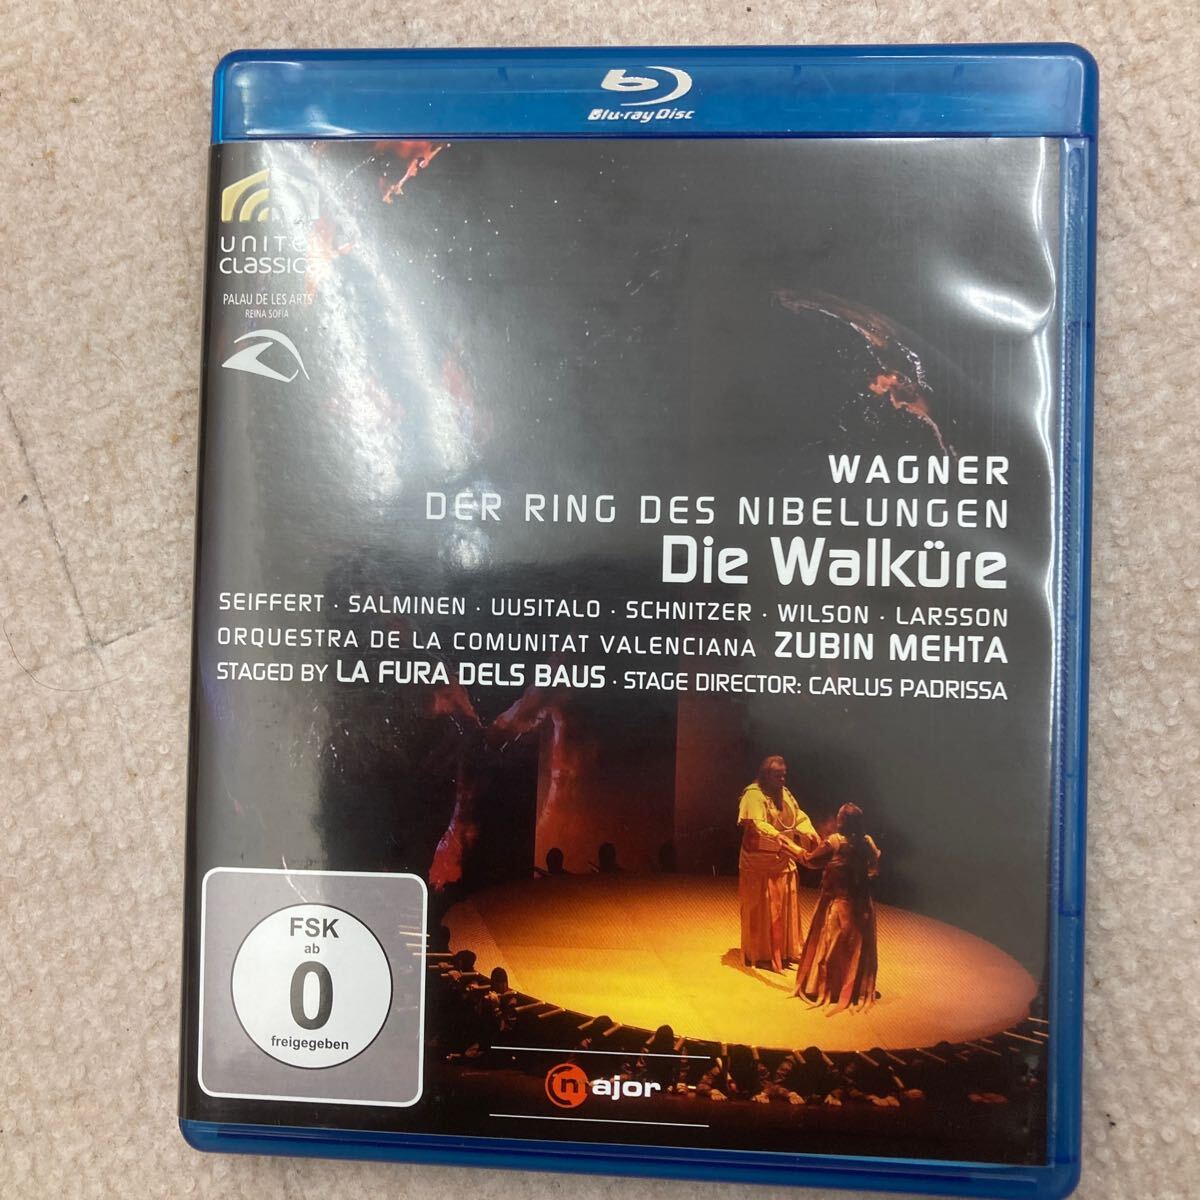 Blu-ray Disc
UNITEL
CLASSICA
PALAU DE LES ARTS
REINA SOFIA
WAGNER
DER RING DES NIBELUNGEN
Die Walküre
SEIFFERT · SALMINEN · UUSITALO · SCHNITZER · WILSON · LARSSON
ORQUESTRA DE LA COMUNITAT VALENCIANA ZUBIN MEHTA
STAGED BY LA FURA DELS BAUS · STAGE DIRECTOR: CARLUS PADRISSA
FSK
ab
0
freigegeben
major